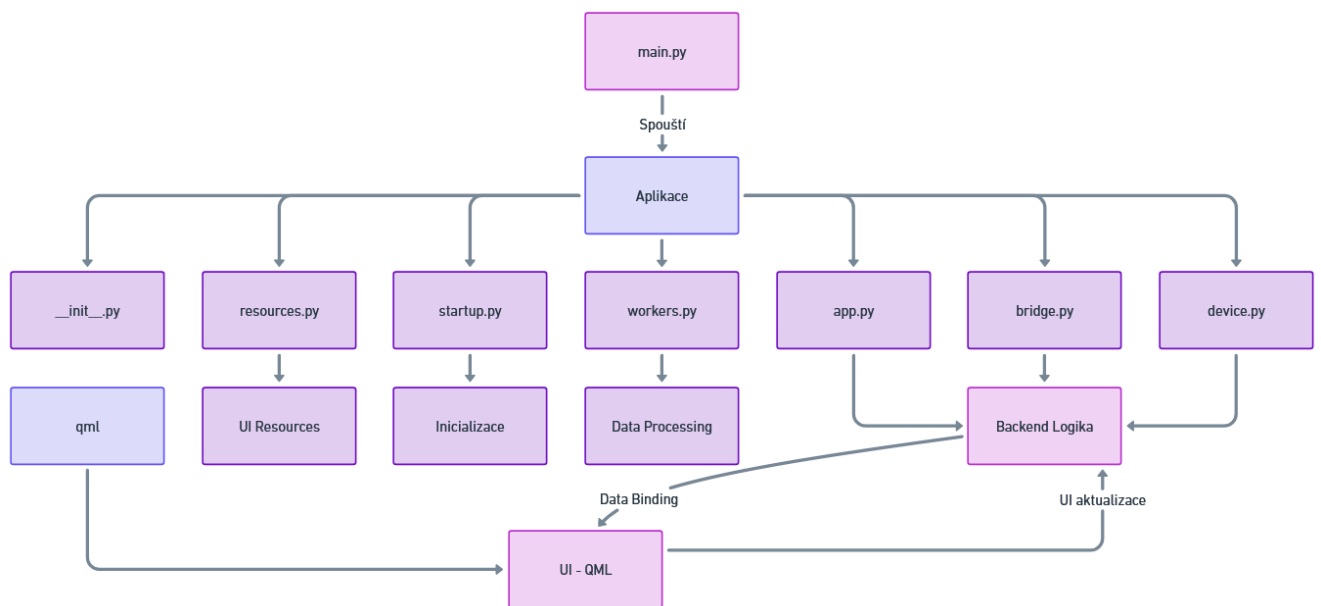 main.py
Spouští
Aplikace
__init__.py
resources.py
startup.py
workers.py
app.py
bridge.py
device.py
qml
UI Resources
Inicializace
Data Processing
Backend Logika
Data Binding
UI aktualizace
UI - QML